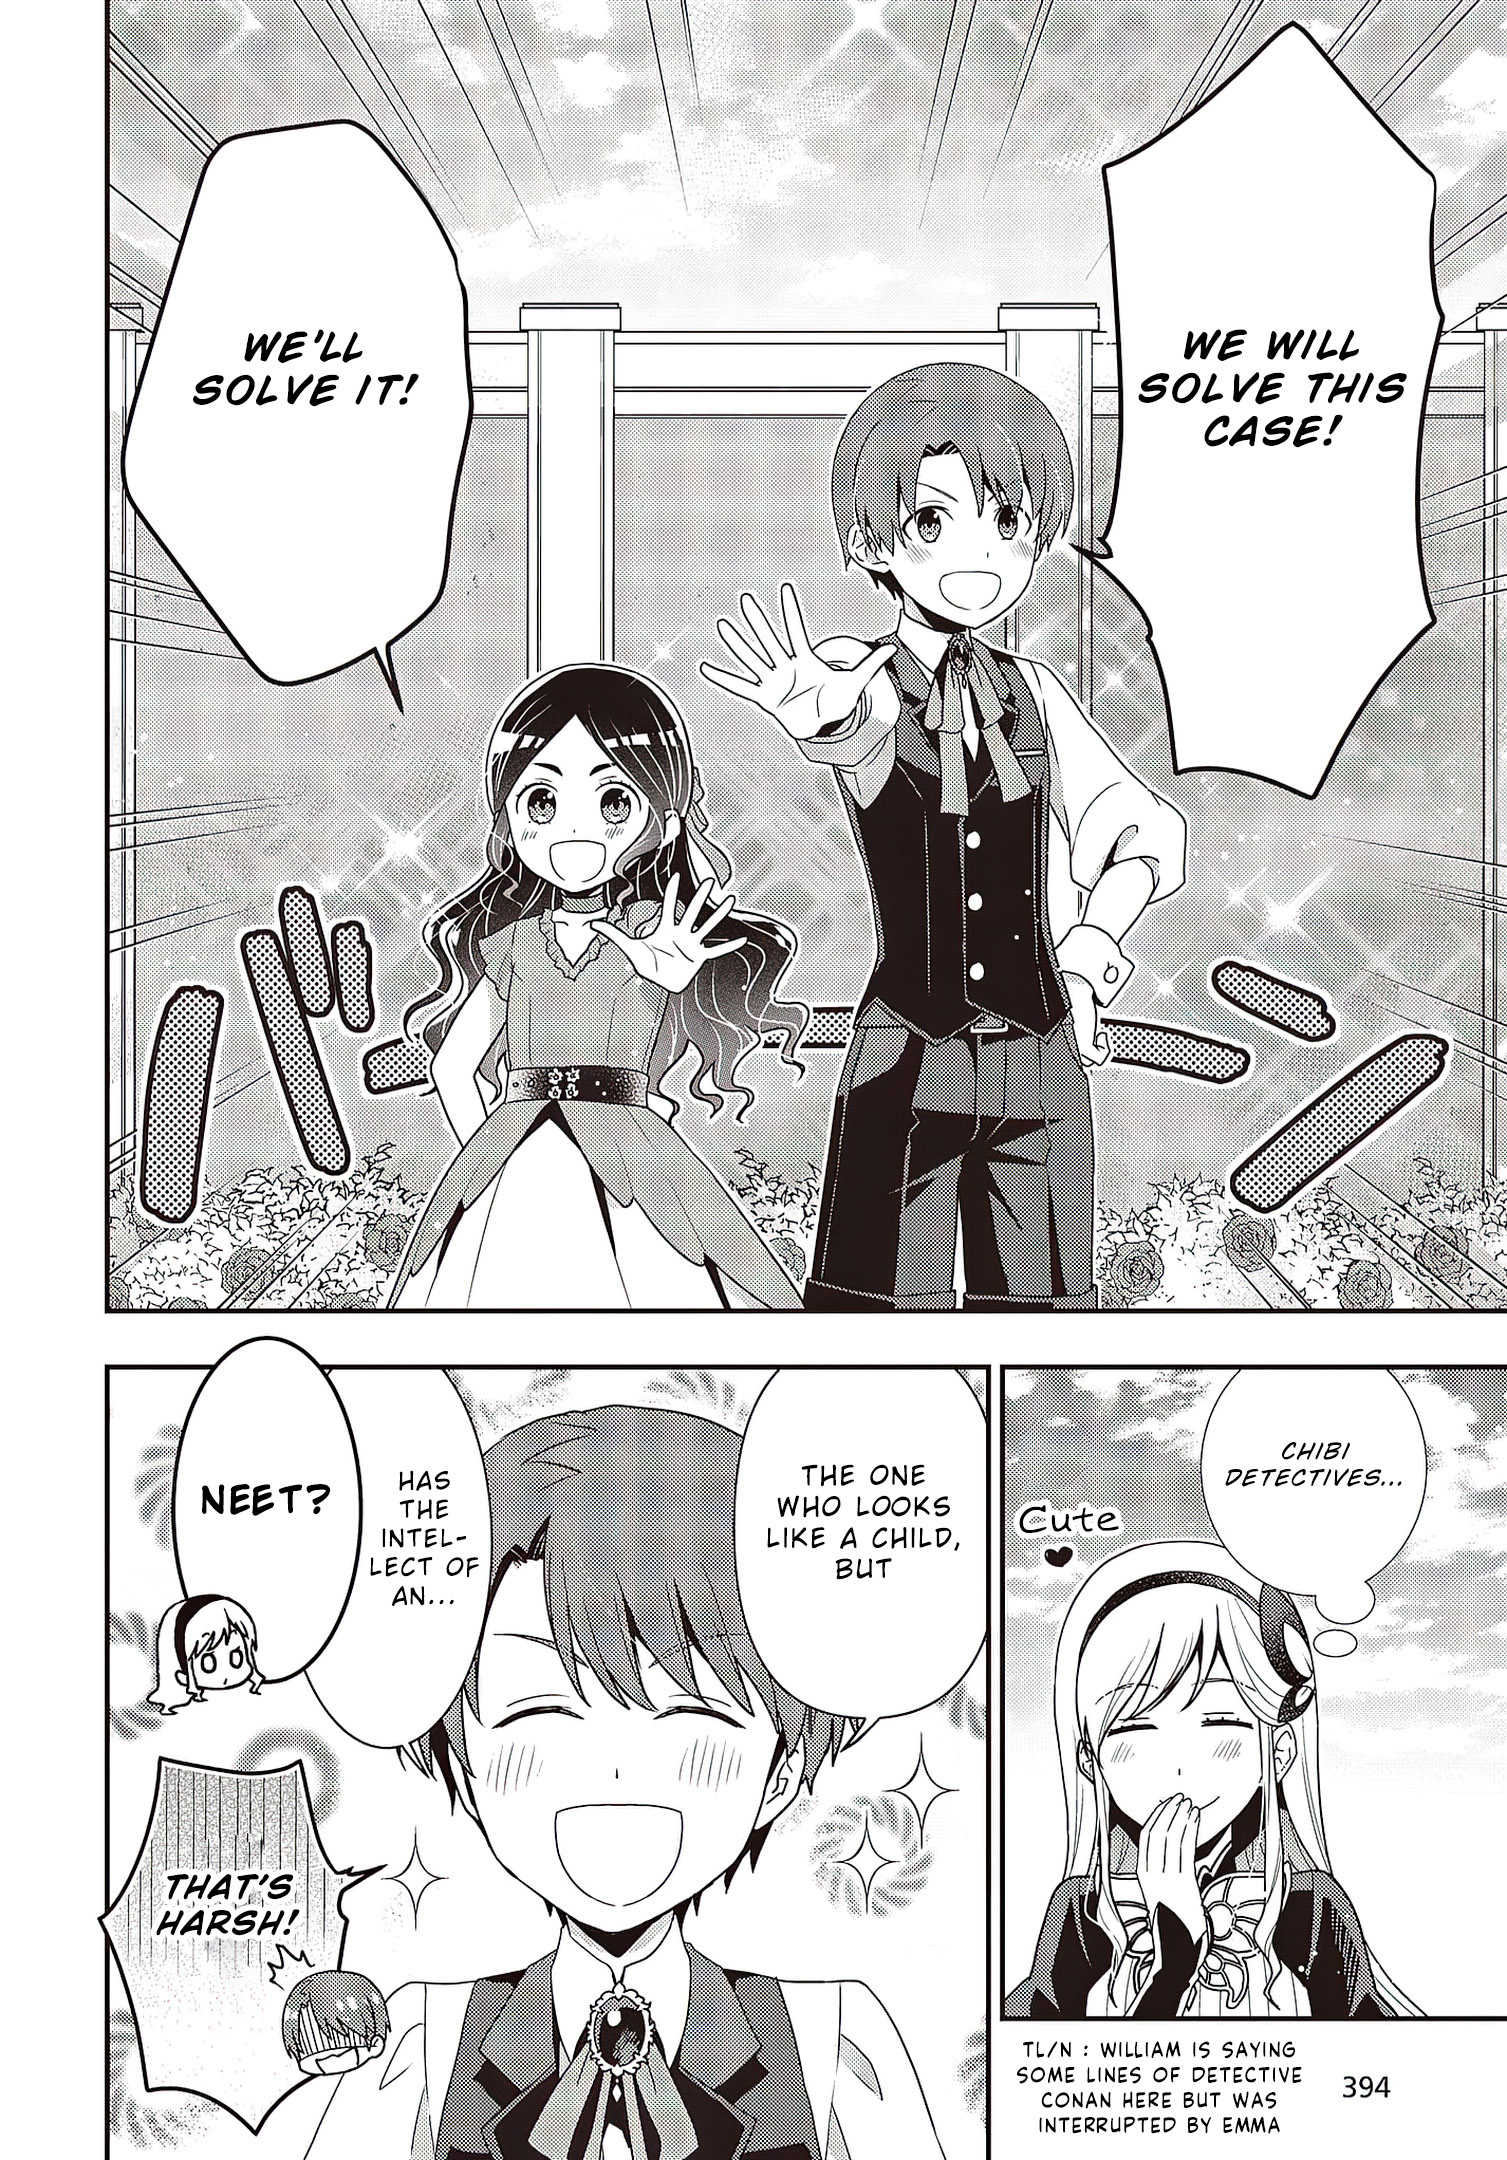 WE WILL
SOLVE THIS
CASE!
WE'LL
SOLVE IT!
バーーン
CHIBI
DETECTIVES...
Cute
THE ONE
WHO LOOKS
LIKE A CHILD,
BUT
HAS
THE
INTEL-
LECT OF
AN...
NEET?
THAT'S
HARSH!
TL/N : WILLIAM IS SAYING
SOME LINES OF DETECTIVE
CONAN HERE BUT WAS
INTERRUPTED BY EMMA
394